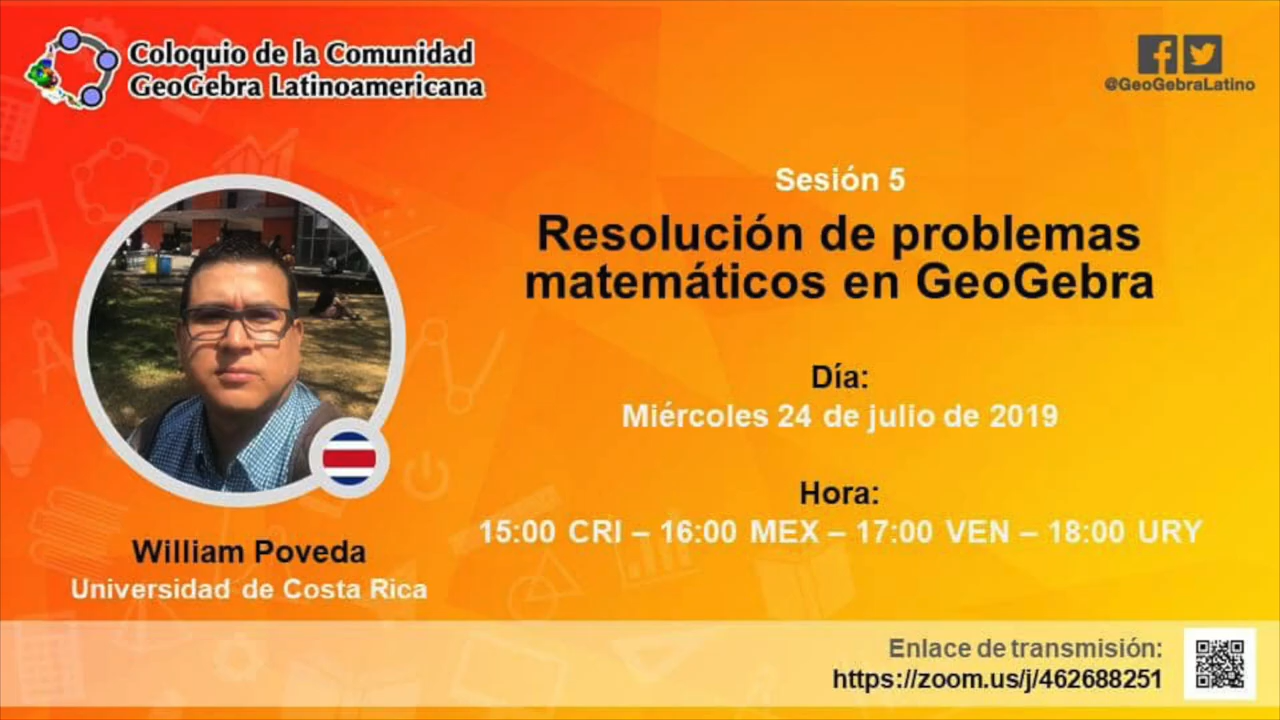 Coloquio de la Comunidad
GeoGebra Latinoamericana
@GeoGebraLatino
Sesión 5
Resolución de problemas
matemáticos en GeoGebra
Día:
Miércoles 24 de julio de 2019
Hora:
15:00 CRI – 16:00 MEX – 17:00 VEN – 18:00 URY
William Poveda
Universidad de Costa Rica
Enlace de transmisión:
https://zoom.us/j/462688251